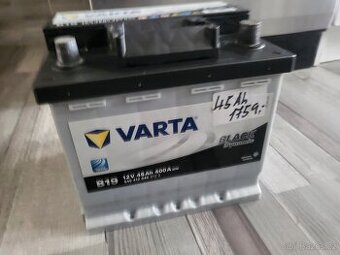 45Ah
1759,-
VARTA
BLACK
dynamic
B19
12V 45Ah 400A